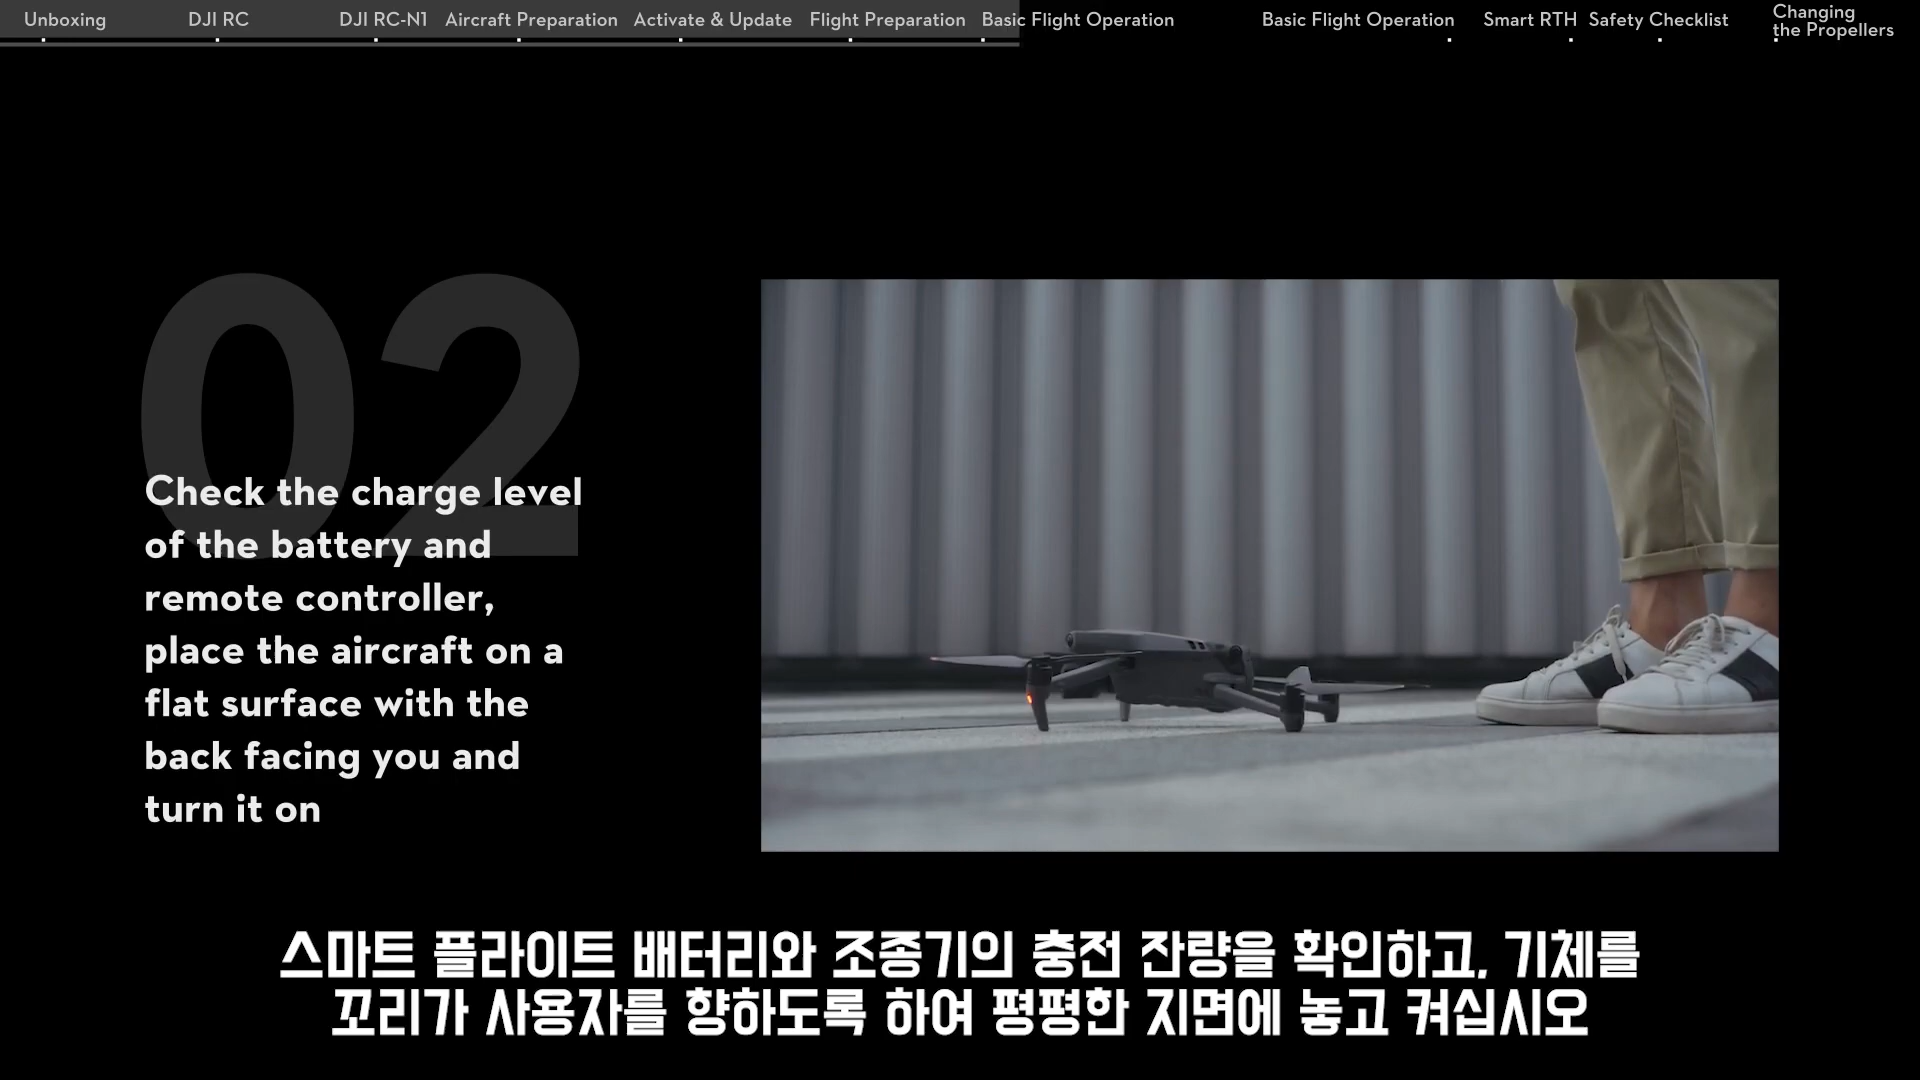 Unboxing
DJI RC
DJI RC-N1
Aircraft Preparation
Activate & Update
Flight Preparation
Basic Flight Operation
Basic Flight Operation
Smart RTH
Safety Checklist
Changing
the Propellers
02
Check the charge level
of the battery and
remote controller,
place the aircraft on a
flat surface with the
back facing you and
turn it on
스마트 플라이트 배터리와 조종기의 충전 잔량을 확인하고, 기체를
꼬리가 사용자를 향하도록 하여 평평한 지면에 놓고 켜십시오